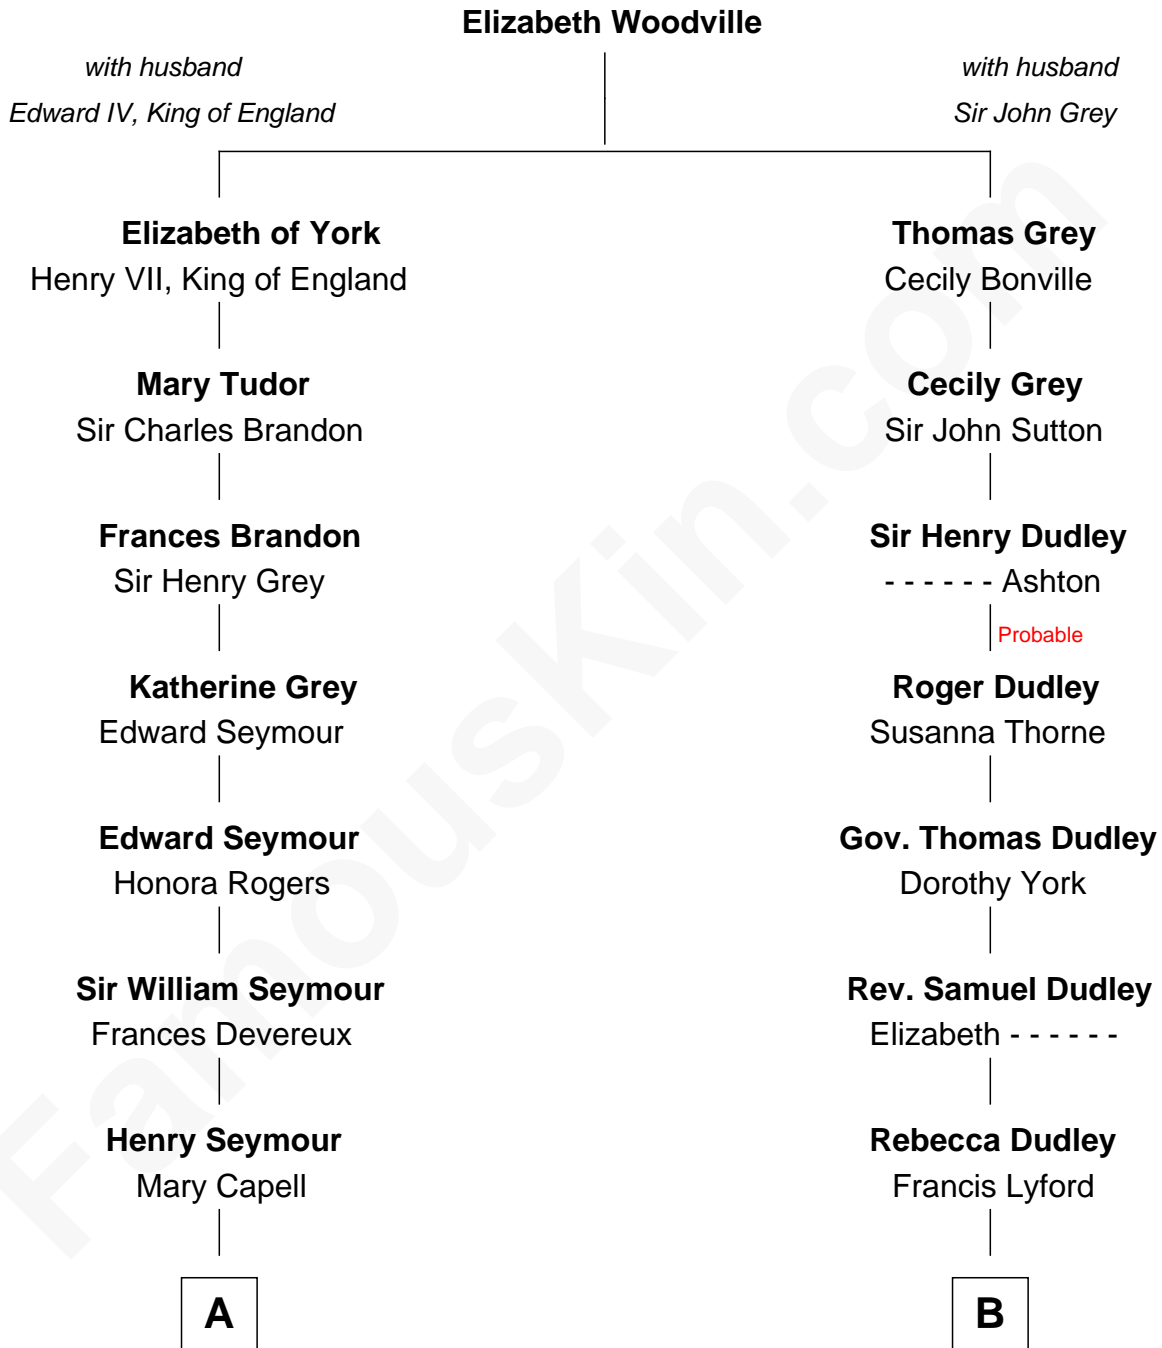 Elizabeth Woodville
with husband
Edward IV, King of England
with husband
Sir John Grey
Elizabeth of York
Henry VII, King of England
Thomas Grey
Cecily Bonville
Mary Tudor
Sir Charles Brandon
Cecily Grey
Sir John Sutton
Frances Brandon
Sir Henry Grey
Sir Henry Dudley
- - - - - - Ashton
Probable
Katherine Grey
Edward Seymour
Roger Dudley
Susanna Thorne
Edward Seymour
Honora Rogers
Gov. Thomas Dudley
Dorothy York
Sir William Seymour
Frances Devereux
Rev. Samuel Dudley
Elizabeth - - - - - -
Henry Seymour
Mary Capell
Rebecca Dudley
Francis Lyford
A
B
FamousKin.com